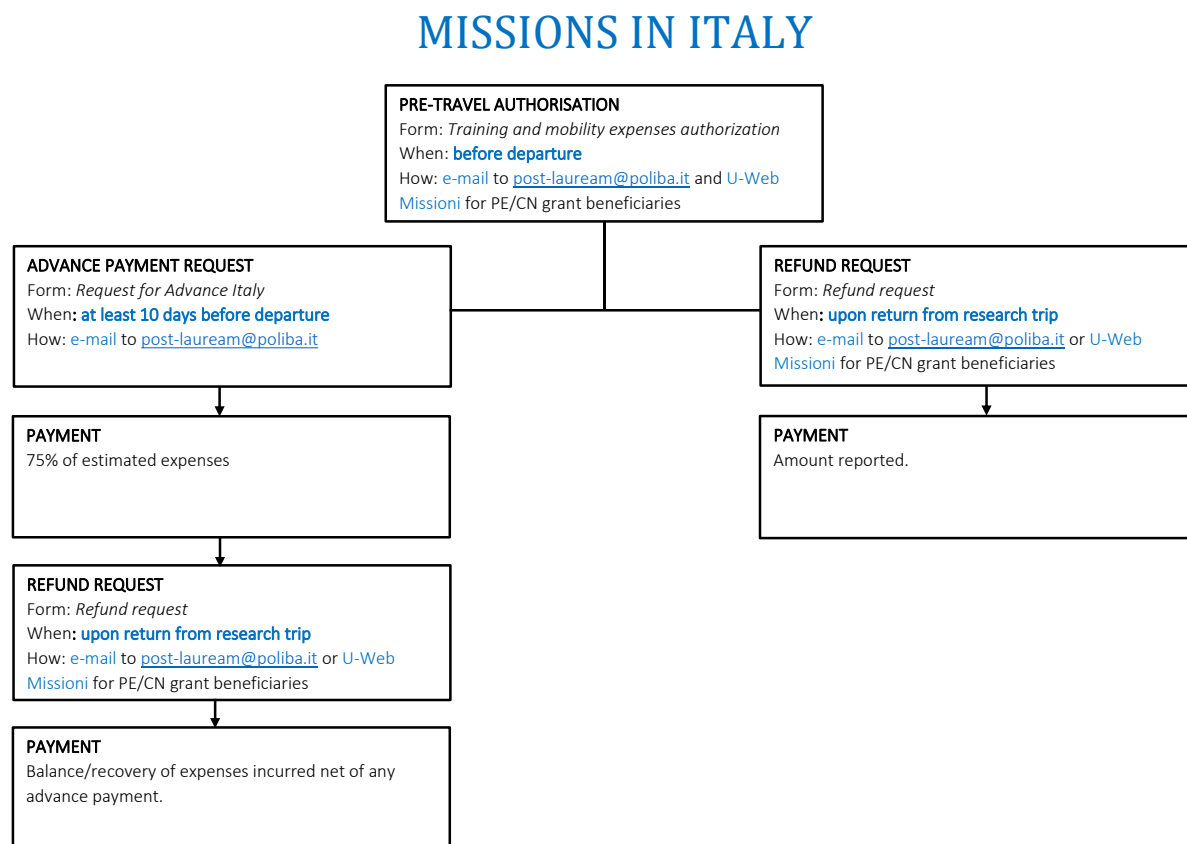 MISSIONS IN ITALY
PRE-TRAVEL AUTHORISATION
Form: Training and mobility expenses authorization
When: before departure
How: e-mail to post-lauream@poliba.it and U-Web
Missioni for PE/CN grant beneficiaries
ADVANCE PAYMENT REQUEST
Form: Request for Advance Italy
When: at least 10 days before departure
How: e-mail to post-lauream@poliba.it
REFUND REQUEST
Form: Refund request
When: upon return from research trip
How: e-mail to post-lauream@poliba.it or U-Web
Missioni for PE/CN grant beneficiaries
PAYMENT
75% of estimated expenses
PAYMENT
Amount reported.
REFUND REQUEST
Form: Refund request
When: upon return from research trip
How: e-mail to post-lauream@poliba.it or U-Web
Missioni for PE/CN grant beneficiaries
PAYMENT
Balance/recovery of expenses incurred net of any
advance payment.